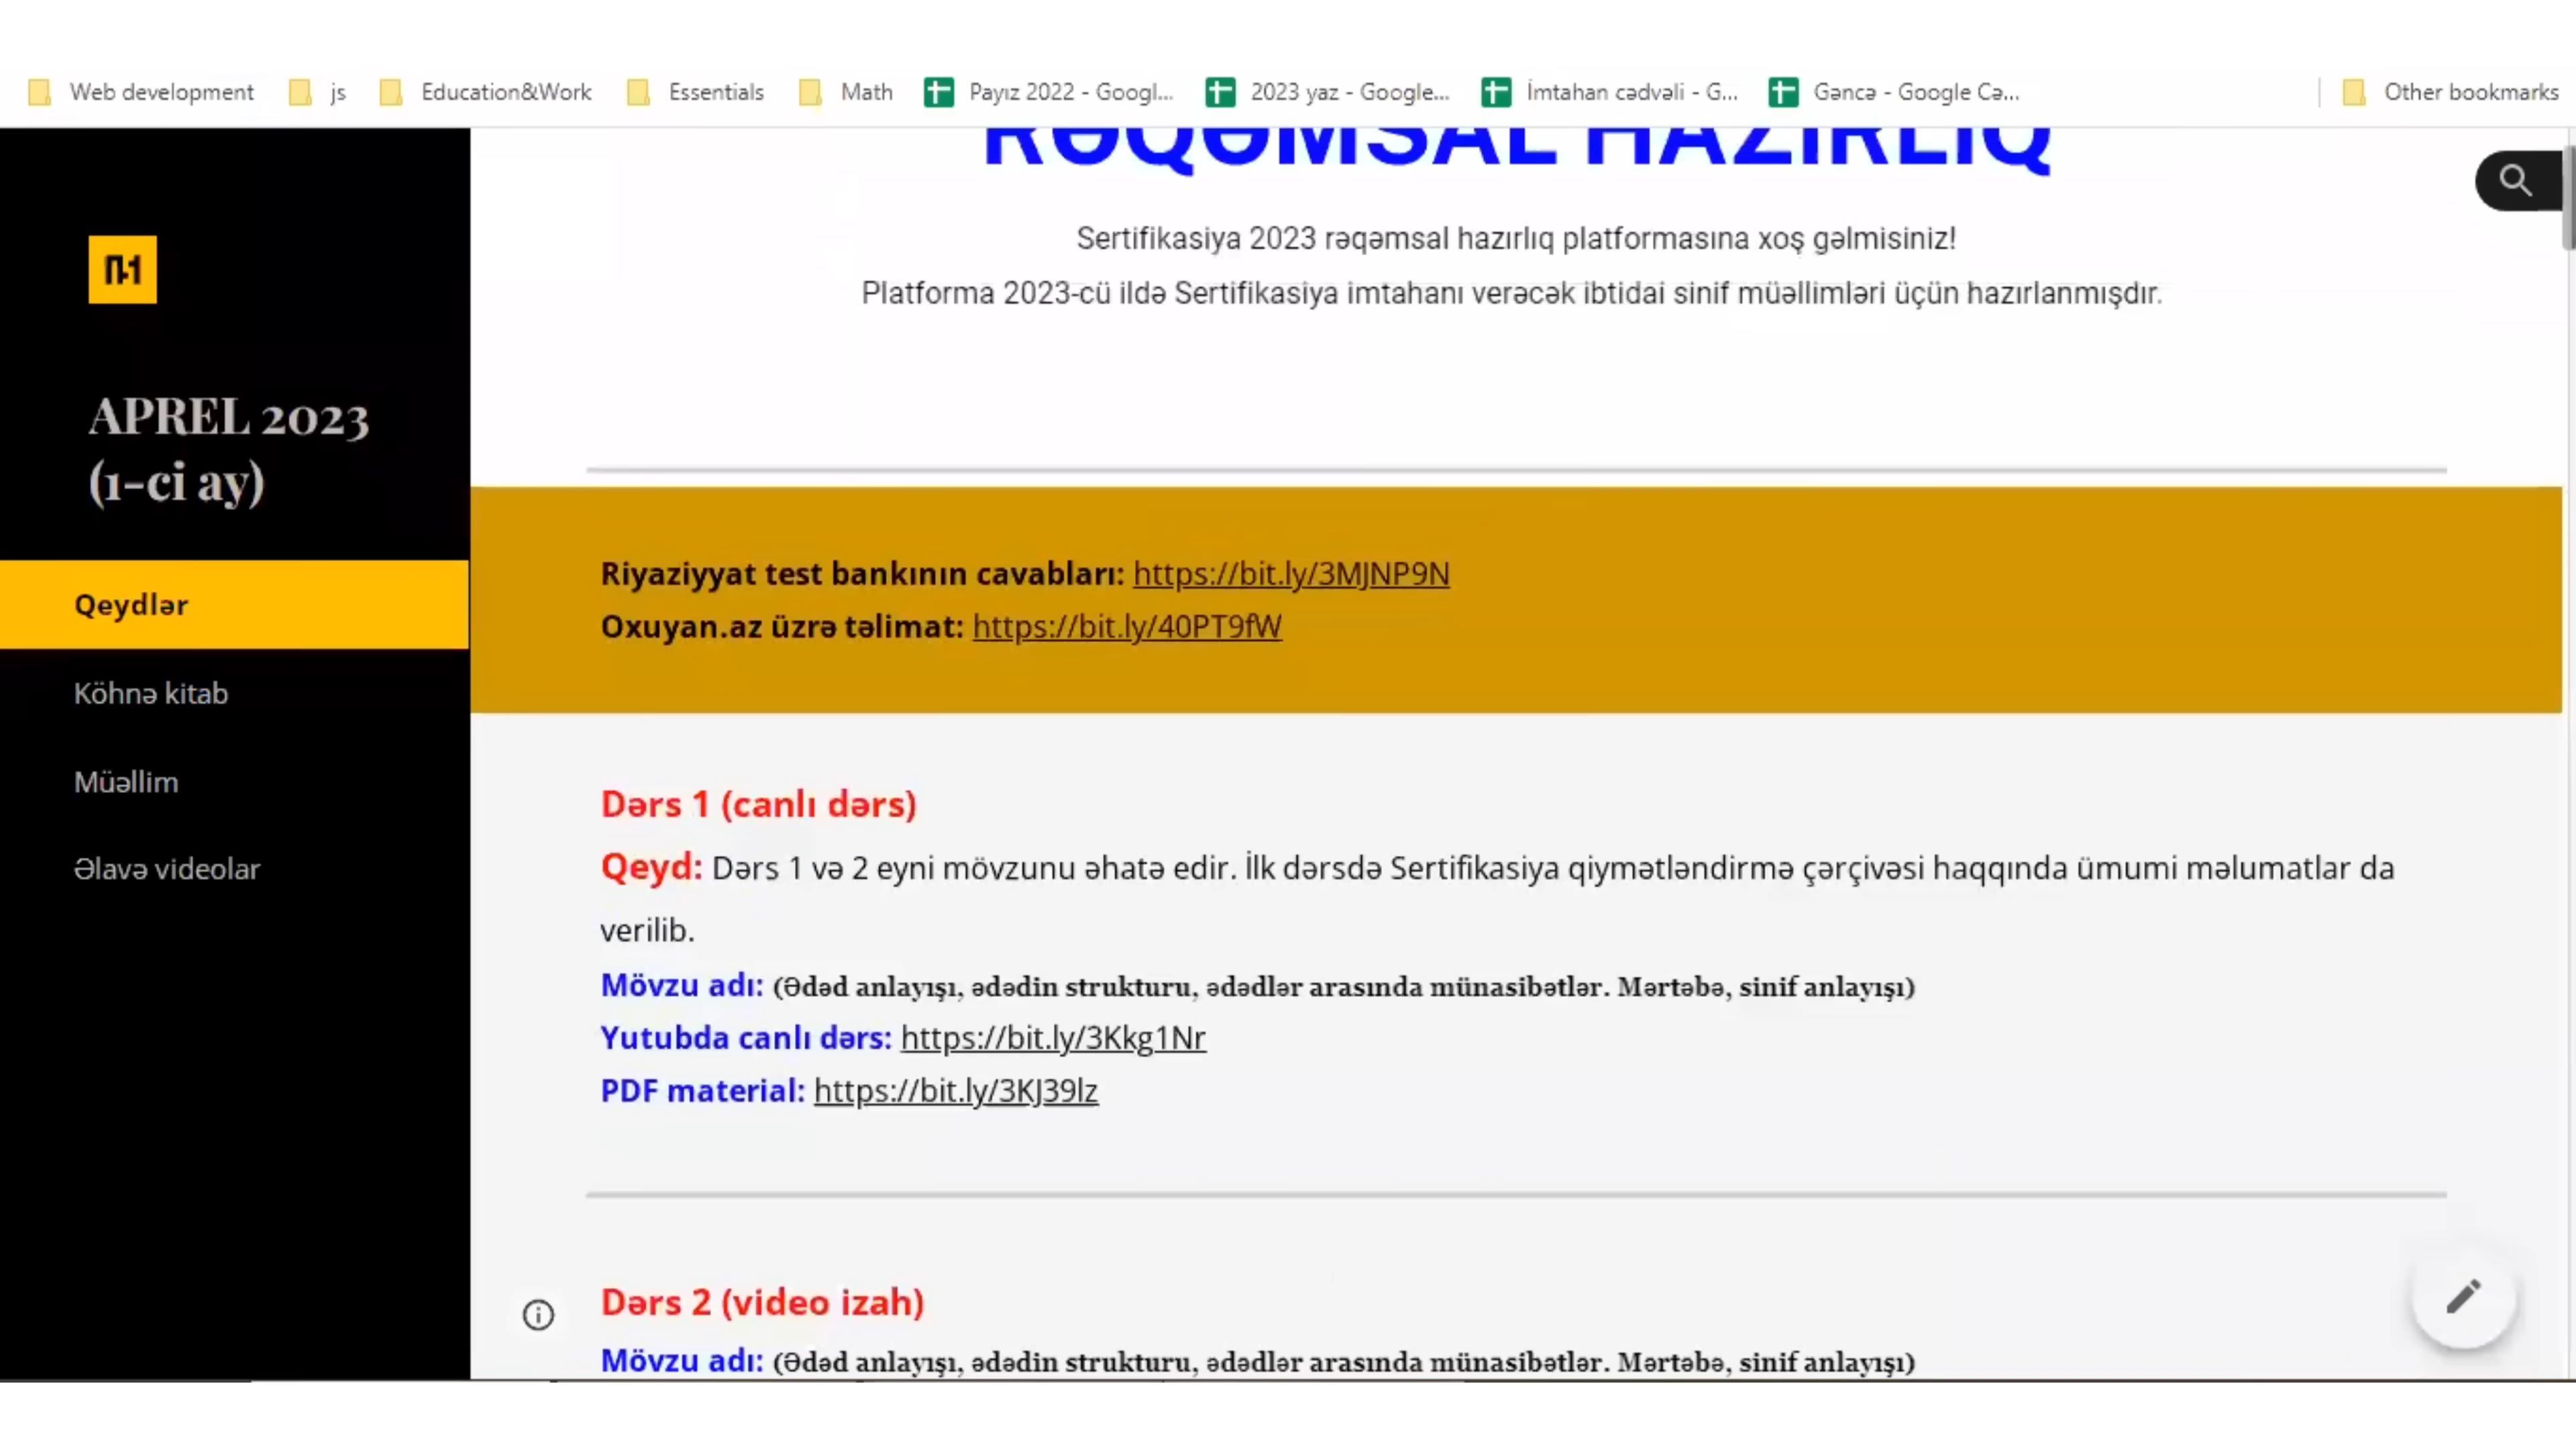 Web development js Education&Work Essentials Math Payız 2022 - Googl... 2023 yaz - Google... İmtahan cədvəli - G... Gəncə - Google Cə... Other bookmarks
RƏQƏMSAL HAZIRLIQ
Sertifikasiya 2023 rəqəmsal hazırlıq platformasına xoş gəlmisiniz!
Platforma 2023-cü ildə Sertifikasiya imtahanı verəcək ibtidai sinif müəllimləri üçün hazırlanmışdır.
APREL 2023
(1-ci ay)
Qeydlər
Köhnə kitab
Müəllim
Əlavə videolar
Riyaziyyat test bankının cavabları: https://bit.ly/3MJNP9N
Oxuyan.az üzrə təlimat: https://bit.ly/40PT9fW
Dərs 1 (canlı dərs)
Qeyd: Dərs 1 və 2 eyni mövzunu əhatə edir. İlk dərsdə Sertifikasiya qiymətləndirmə çərçivəsi haqqında ümumi məlumatlar da
verilib.
Mövzu adı: (Ədəd anlayışı, ədədin strukturu, ədədlər arasında münasibətlər. Mərtəbə, sinif anlayışı)
Yutubda canlı dərs: https://bit.ly/3Kkg1Nr
PDF material: https://bit.ly/3KJ39lz
Dərs 2 (video izah)
Mövzu adı: (Ədəd anlayışı, ədədin strukturu, ədədlər arasında münasibətlər. Mərtəbə, sinif anlayışı)